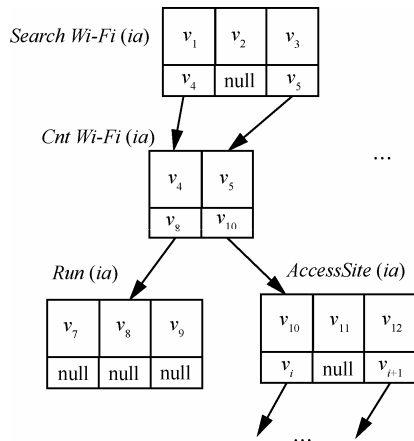 Search Wi-Fi (ia)
v1 v2 v3
v4 null v5
Cnt Wi-Fi (ia)
...
v4 v5
v8 v10
Run (ia)
AccessSite (ia)
v7 v8 v9
v10 v11 v12
null null null
vi null vi+1
...